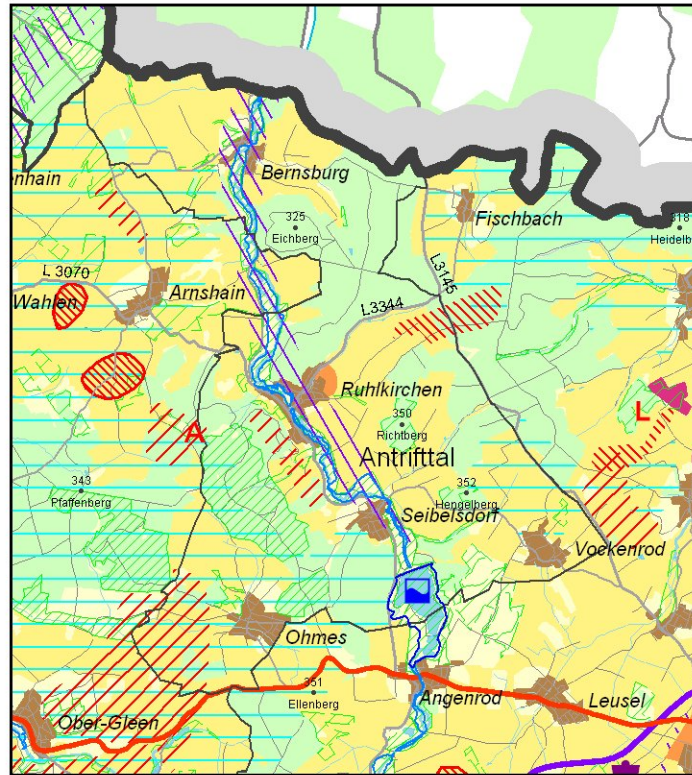 Bernsburg
enhain
325
Eichberg
Fischbach
318
Heidelb
L 3070
Arnshain
L3145
Wahlen
L3344
Ruhlkirchen
350
Richtberg
L
A
Antrifttal
343
Pfaffenberg
352
Hengelberg
Seibelsdorf
Vockenrod
Ohmes
351
Ellenberg
Angenrod
Leusel
Ober-Gleen